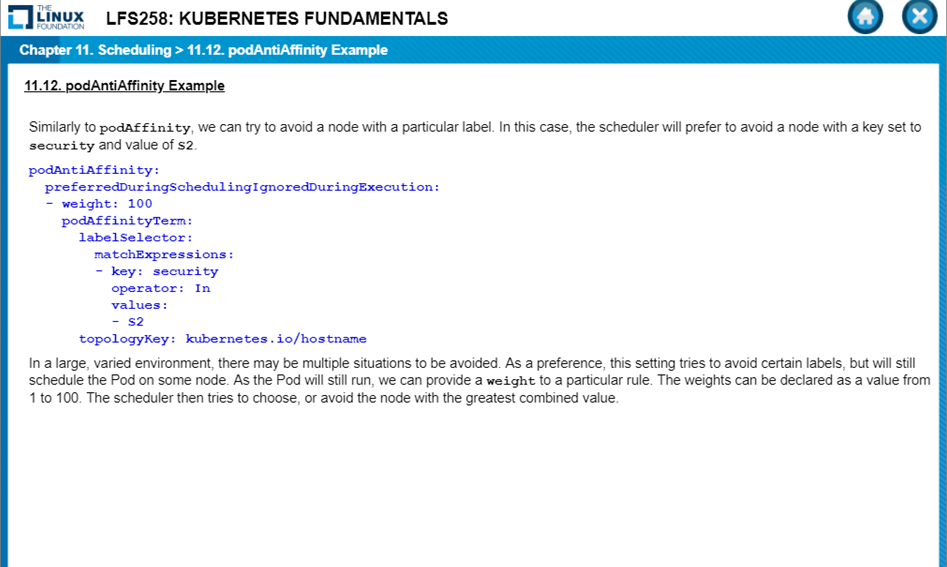 THE
LINUX
FOUNDATION
LFS258: KUBERNETES FUNDAMENTALS
Chapter 11. Scheduling > 11.12. podAntiAffinity Example
11.12. podAntiAffinity Example
Similarly to podAffinity, we can try to avoid a node with a particular label. In this case, the scheduler will prefer to avoid a node with a key set to
security and value of S2.
podAntiAffinity:
  preferredDuringSchedulingIgnoredDuringExecution:
  - weight: 100
    podAffinityTerm:
      labelSelector:
        matchExpressions:
        - key: security
          operator: In
          values:
          - S2
      topologyKey: kubernetes.io/hostname
In a large, varied environment, there may be multiple situations to be avoided. As a preference, this setting tries to avoid certain labels, but will still
schedule the Pod on some node. As the Pod will still run, we can provide a weight to a particular rule. The weights can be declared as a value from
1 to 100. The scheduler then tries to choose, or avoid the node with the greatest combined value.